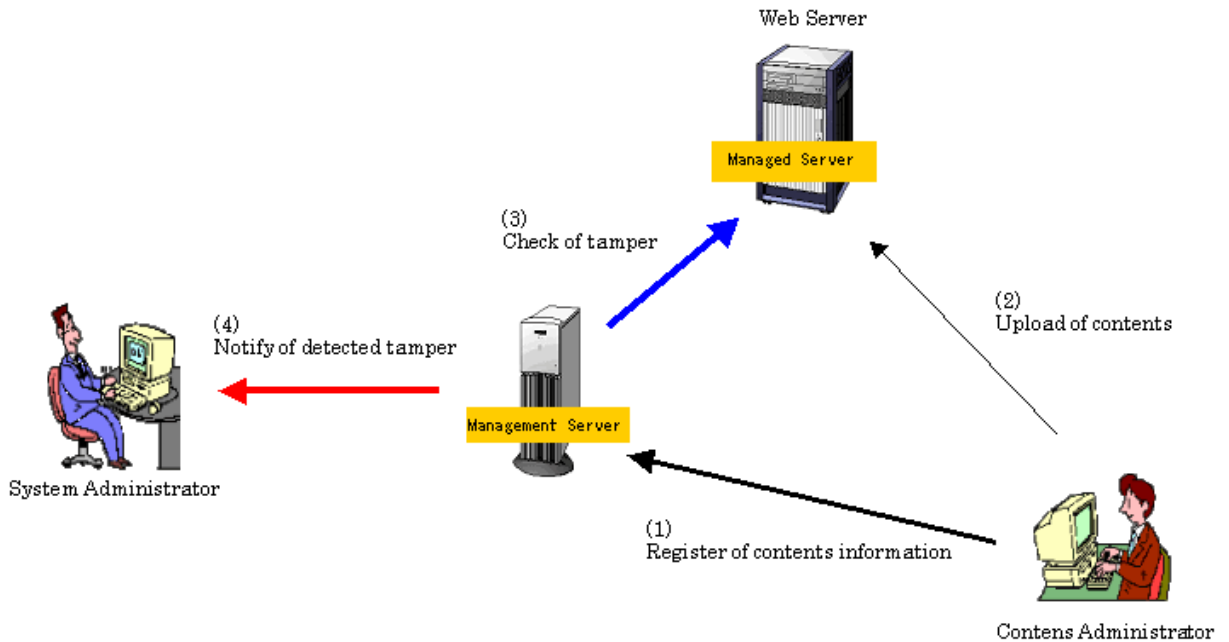 Web Server
Managed Server
(3)
Check of tamper
(2)
Upload of contents
(4)
Notify of detected tamper
Management Server
System Administrator
(1)
Register of contents information
Contens Administrator